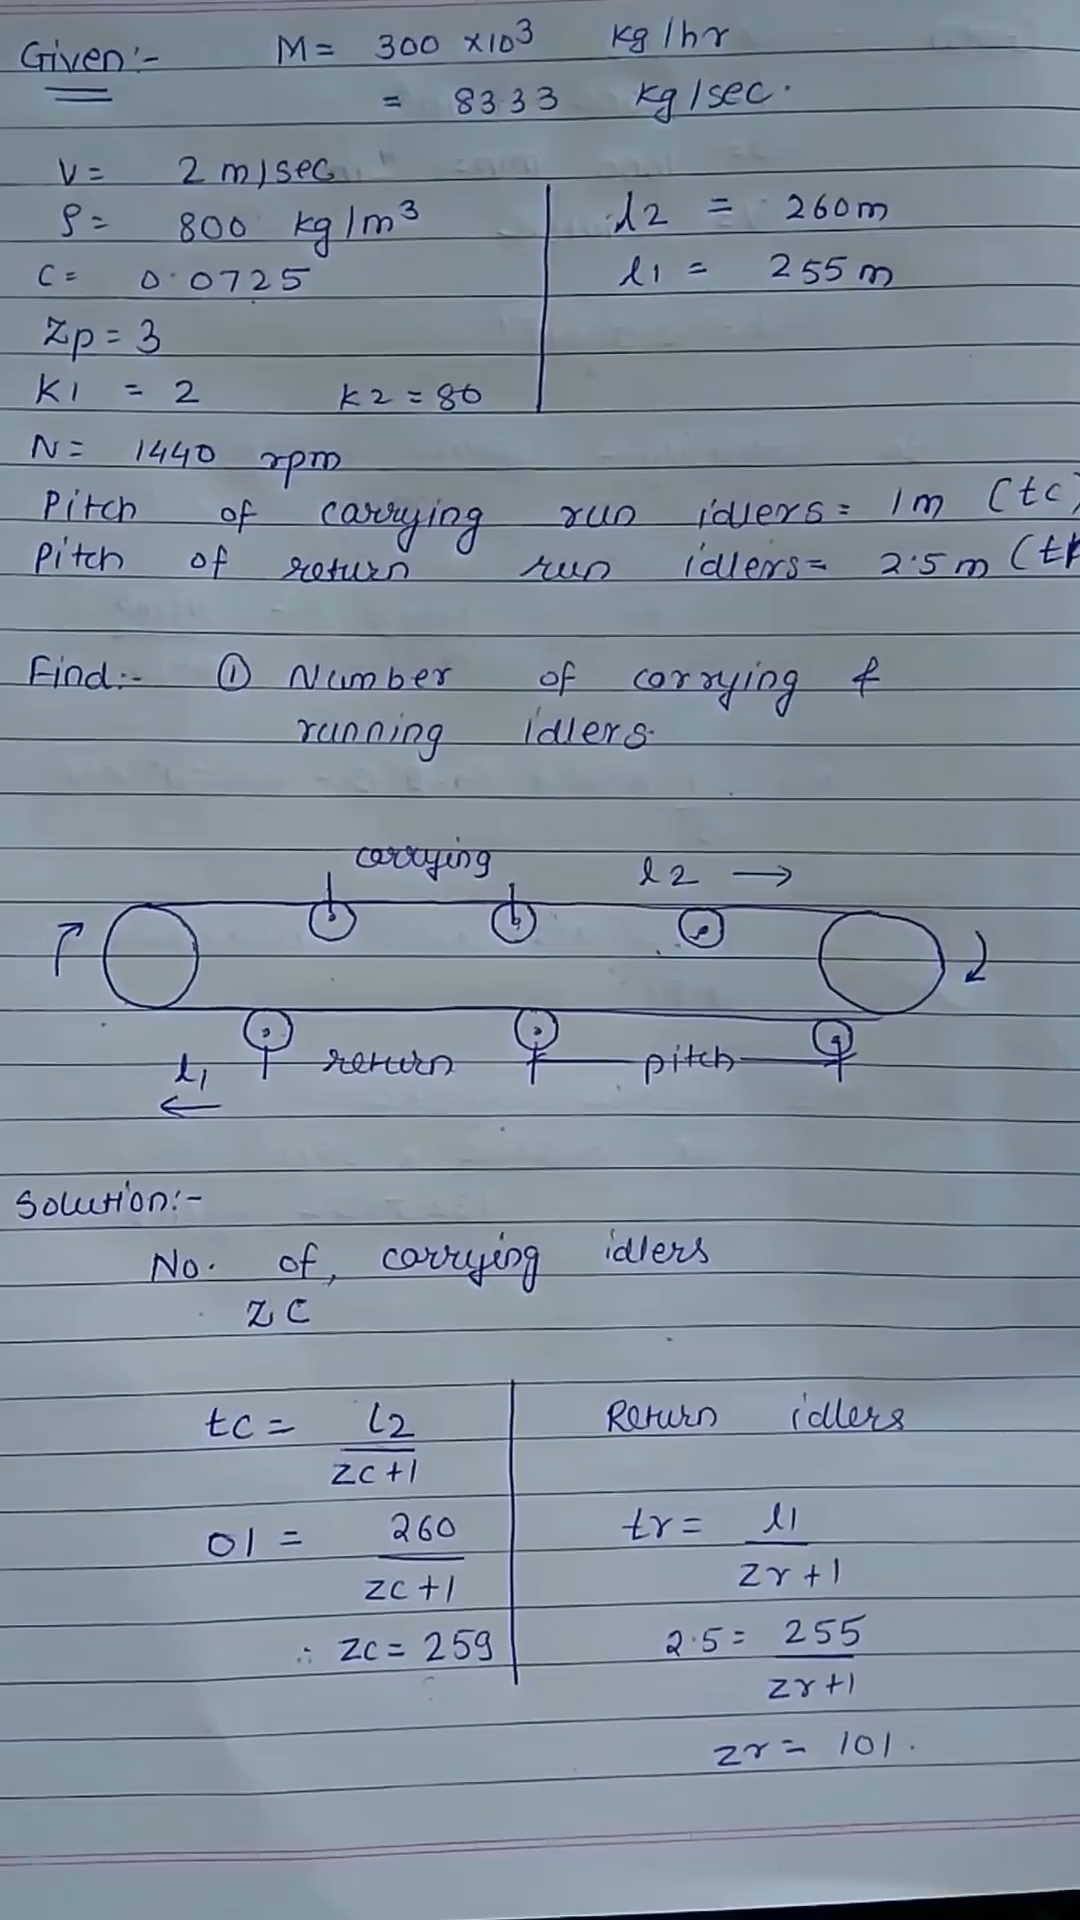 Given:- M = 300 x10³ kg/hr
= 8333 kg/sec.
V = 2 m/sec
ρ = 800 kg/m³
C = 0.0725
Zp = 3
K1 = 2 K2 = 80
l2 = 260m
l1 = 255 m
N = 1440 rpm
Pitch of carrying run idlers = 1m (tc)
Pitch of return run idlers = 2.5m (tr
Find:- ① Number of carrying &
running idlers.
carrying l2 →
l1 return pitch
←
Solution:-
No. of, carrying idlers
ZC
tc = l2
zc+1
01 = 260
zc+1
∴ zc = 259
Return idlers
tr = l1
zr+1
2.5 = 255
zr+1
zr = 101.